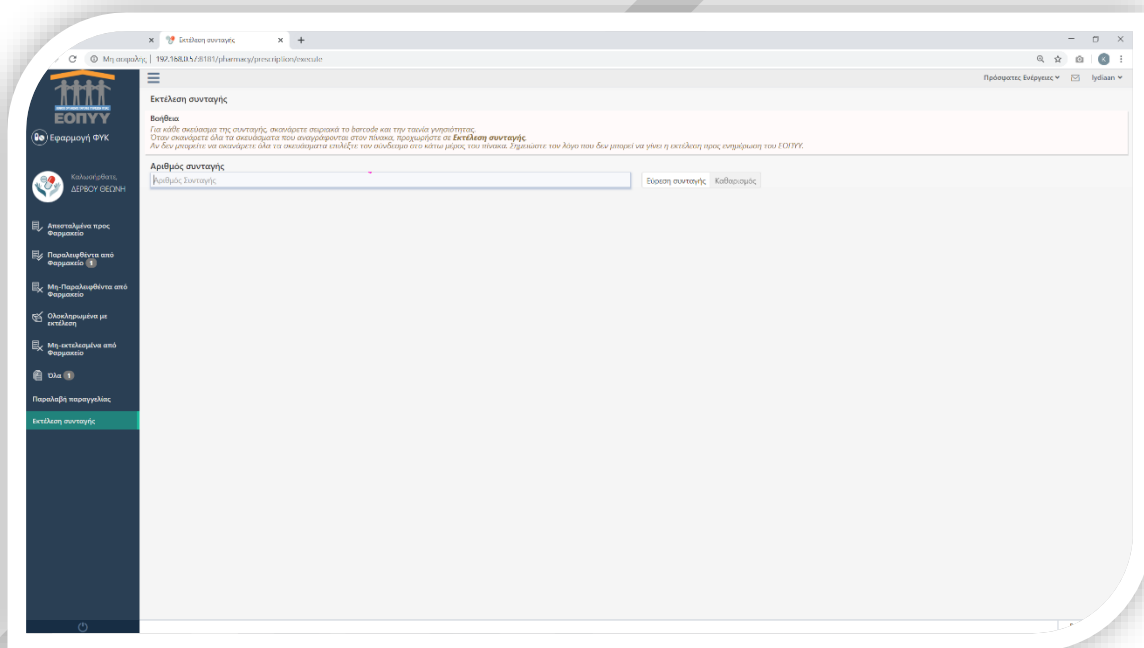 Εκτέλεση συνταγής
Μη ασφαλής | 192.168.0.57:8181/pharmacy/prescription/execute
Πρόσφατες Ενέργειες lydiaan
ΕΟΠΥΥ
Εφαρμογή ΦΥΚ
Καλωσήρθατε,
ΔΕΡΒΟΥ ΘΕΩΝΗ
Απεσταλμένα προς
Φαρμακείο
Παραλειφθέντα από
Φαρμακείο 1
Μη-Παραλειφθέντα από
Φαρμακείο
Ολοκληρωμένα με
εκτέλεση
Μη-εκτελεσμένα από
Φαρμακείο
Όλα 1
Παραλαβή παραγγελίας
Εκτέλεση συνταγής
Εκτέλεση συνταγής
Βοήθεια
Για κάθε σκεύασμα της συνταγής, σκανάρετε σειριακά το barcode και την ταινία γνησιότητας.
Όταν σκανάρετε όλα τα σκευάσματα που αναγράφονται στον πίνακα, προχωρήστε σε Εκτέλεση συνταγής.
Αν δεν μπορείτε να σκανάρετε όλα τα σκευάσματα επιλέξτε τον σύνδεσμο στο κάτω μέρος του πίνακα. Σημειώστε τον λόγο που δεν μπορεί να γίνει η εκτέλεση προς ενημέρωση του ΕΟΠΥΥ.
Αριθμός συνταγής
Αριθμός Συνταγής Εύρεση συνταγής Καθαρισμός